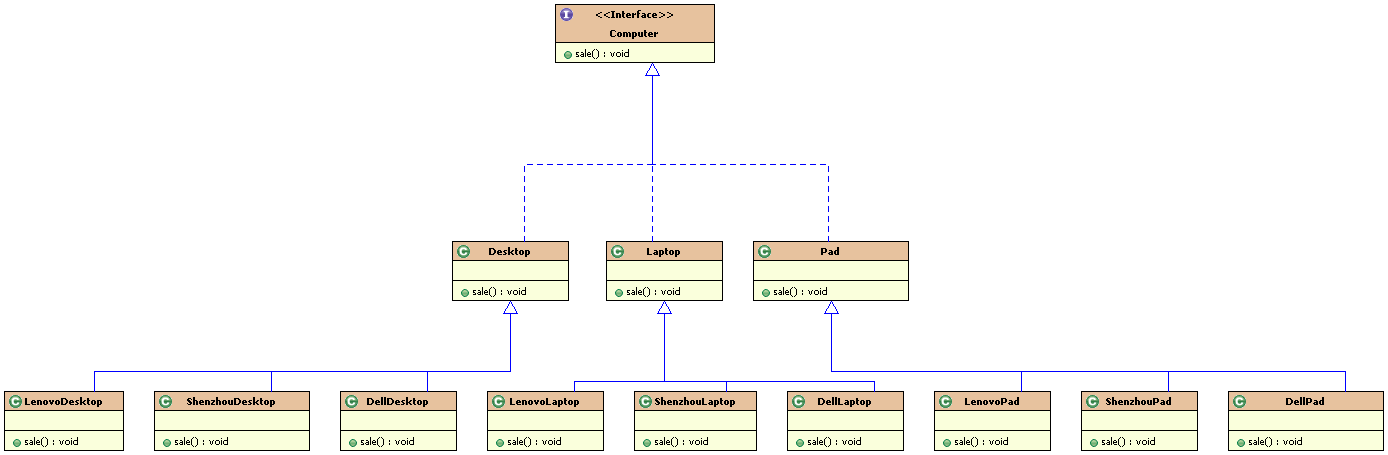 <<Interface>>
Computer
sale() : void
Desktop
sale() : void
Laptop
sale() : void
Pad
sale() : void
LenovoDesktop
sale() : void
ShenzhouDesktop
sale() : void
DellDesktop
sale() : void
LenovoLaptop
sale() : void
ShenzhouLaptop
sale() : void
DellLaptop
sale() : void
LenovoPad
sale() : void
ShenzhouPad
sale() : void
DellPad
sale() : void